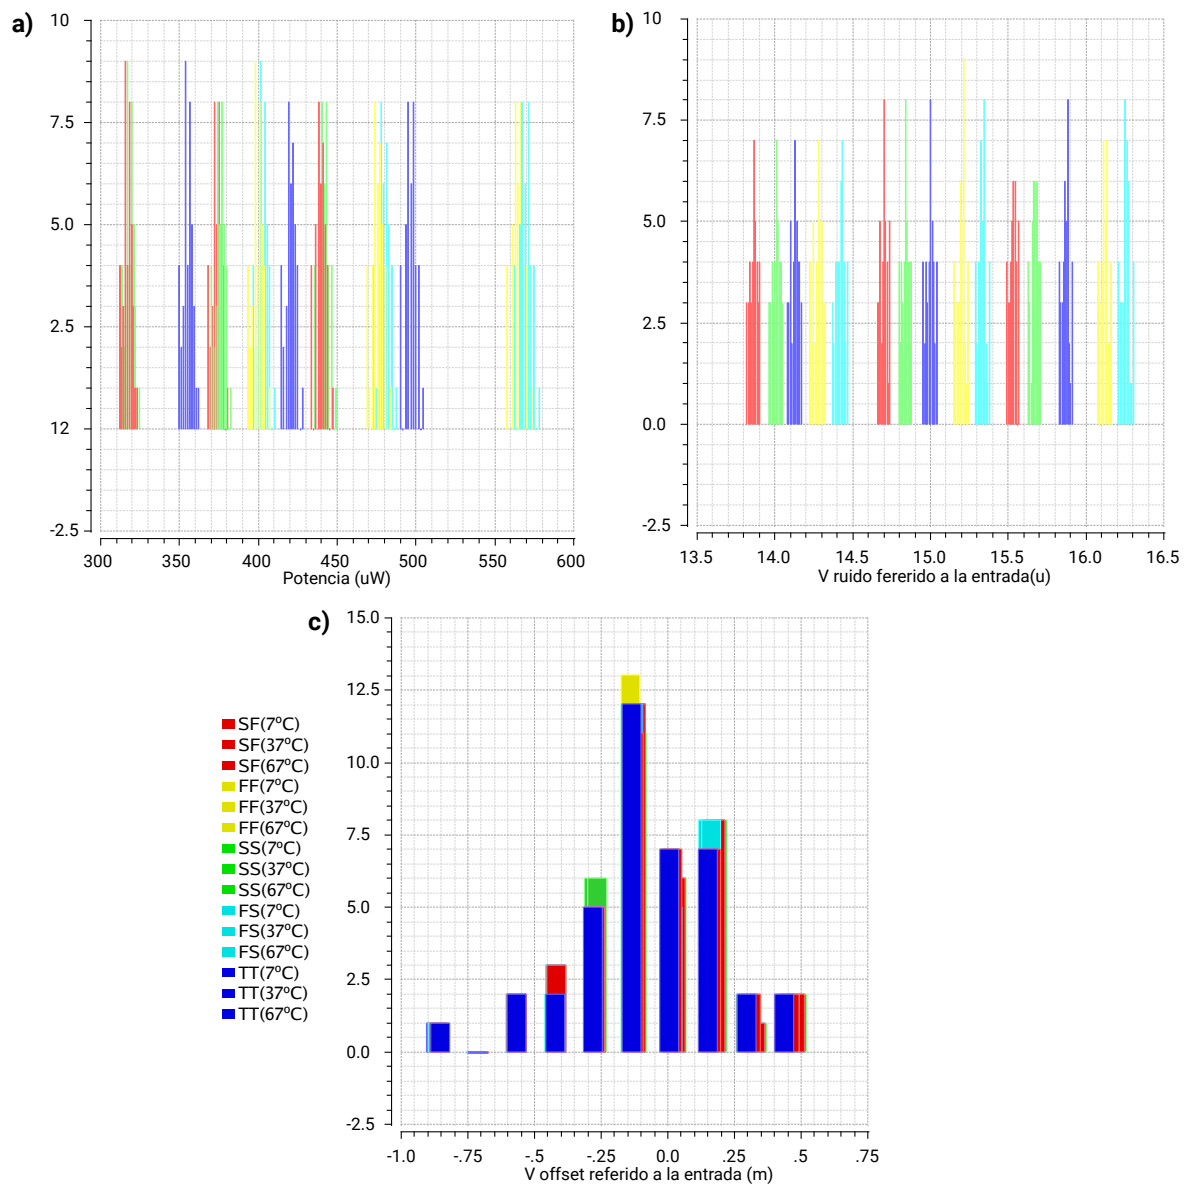 a)
10
7.5
5.0
2.5
12
-2.5
300 350 400 450 500 550 600
Potencia (uW)
b)
10
7.5
5.0
2.5
0.0
-2.5
13.5 14.0 14.5 15.0 15.5 16.0 16.5
V ruido fererido a la entrada(u)
c)
15.0
12.5
10.0
7.5
5.0
2.5
0.0
-2.5
-1.0 -.75 -.5 -.25 0.0 .25 .5 .75
V offset referido a la entrada (m)
SF(7ºC)
SF(37ºC)
SF(67ºC)
FF(7ºC)
FF(37ºC)
FF(67ºC)
SS(7ºC)
SS(37ºC)
SS(67ºC)
FS(7ºC)
FS(37ºC)
FS(67ºC)
TT(7ºC)
TT(37ºC)
TT(67ºC)